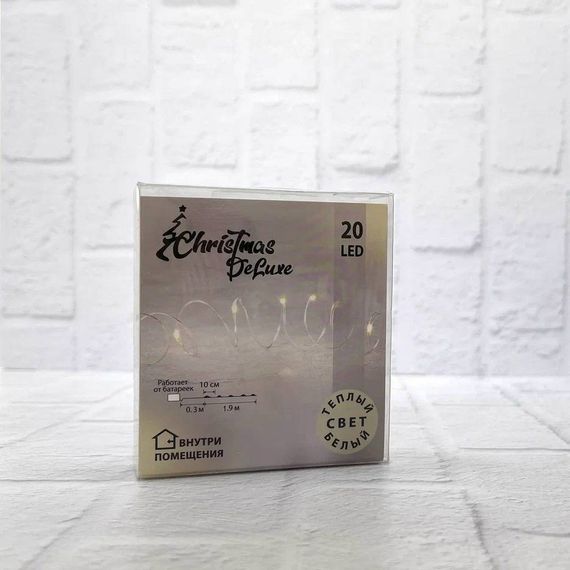 Christmas
DeLuxe
20
LED
Работает
от батареек
10 см
0.3 м
1.9 м
ТЕПЛЫЙ
СВЕТ
БЕЛЫЙ
ВНУТРИ
ПОМЕЩЕНИЯ